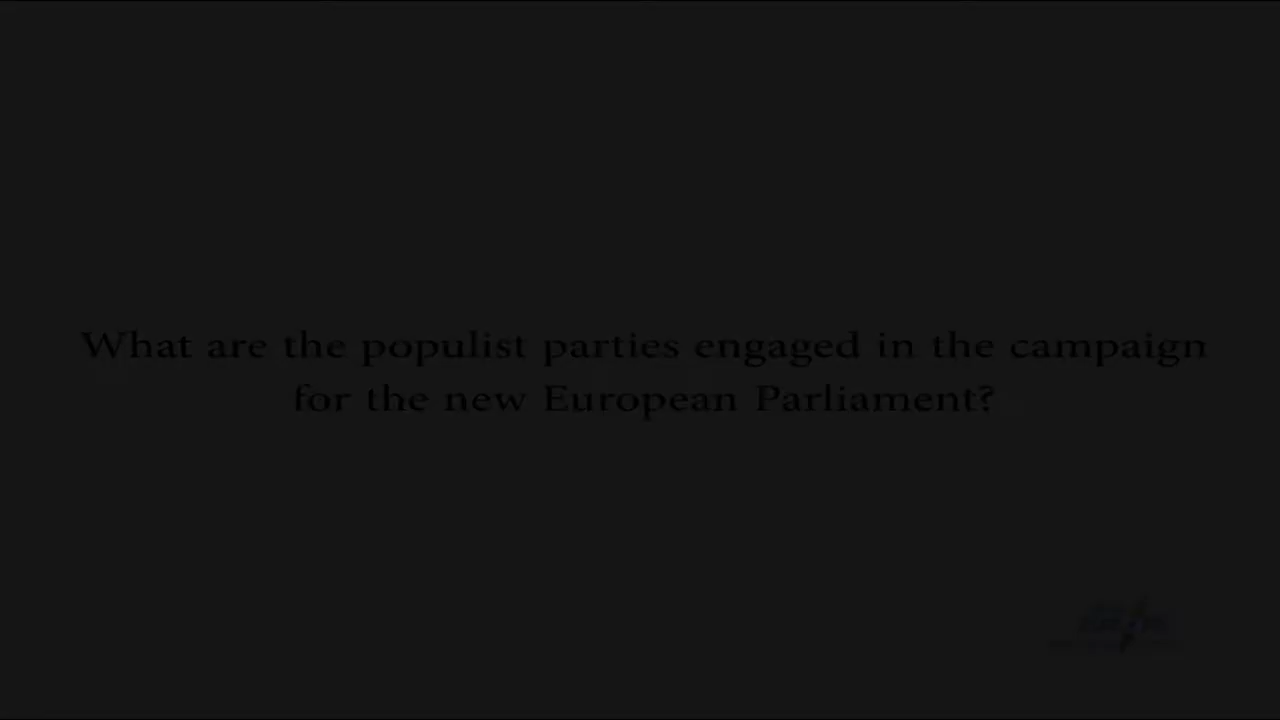 What are the populist parties engaged in the campaign
for the new European Parliament?